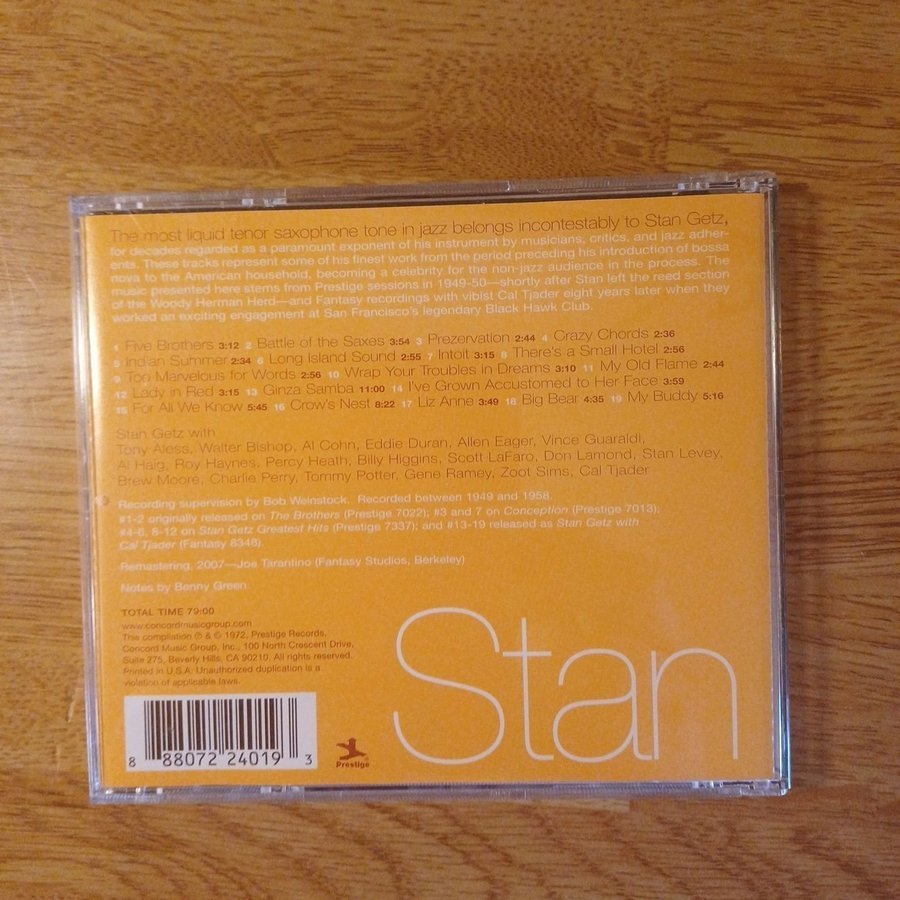 The most liquid tenor saxophone tone in jazz belongs incontestably to Stan Getz,
for decades regarded as a paramount exponent of his instrument by musicians, critics, and jazz adher-
ents. These tracks represent some of his finest work from the period preceding his introduction of bossa
nova to the American household, becoming a celebrity for the non-jazz audience in the process. The
music presented here stems from Prestige sessions in 1949-50—shortly after Stan left the reed section
of the Woody Herman Herd—and Fantasy recordings with vibist Cal Tjader eight years later when they
worked an exciting engagement at San Francisco's legendary Black Hawk Club.
1 Five Brothers 3:12 2 Battle of the Saxes 3:54 3 Prezervation 2:44 4 Crazy Chords 2:36
5 Indian Summer 2:34 6 Long Island Sound 2:55 7 Intoit 3:15 8 There's a Small Hotel 2:56
9 Too Marvelous for Words 2:56 10 Wrap Your Troubles in Dreams 3:10 11 My Old Flame 2:44
12 Lady in Red 3:15 13 Ginza Samba 11:00 14 I've Grown Accustomed to Her Face 3:59
15 For All We Know 5:45 16 Crow's Nest 8:22 17 Liz Anne 3:49 18 Big Bear 4:35 19 My Buddy 5:16
Stan Getz with
Tony Aless, Walter Bishop, Al Cohn, Eddie Duran, Allen Eager, Vince Guaraldi,
Al Haig, Roy Haynes, Percy Heath, Billy Higgins, Scott LaFaro, Don Lamond, Stan Levey,
Brew Moore, Charlie Perry, Tommy Potter, Gene Ramey, Zoot Sims, Cal Tjader
Recording supervision by Bob Weinstock. Recorded between 1949 and 1958.
#1-2 originally released on The Brothers (Prestige 7022); #3 and 7 on Conception (Prestige 7013);
#4-6, 8-12 on Stan Getz Greatest Hits (Prestige 7337); and #13-19 released as Stan Getz with
Cal Tjader (Fantasy 8348).
Remastering, 2007—Joe Tarantino (Fantasy Studios, Berkeley)
Notes by Benny Green.
TOTAL TIME 79:00
www.concordmusicgroup.com
This compilation ℗ & © 1972, Prestige Records,
Concord Music Group, Inc., 100 North Crescent Drive,
Suite 275, Beverly Hills, CA 90210. All rights reserved.
Printed in U.S.A. Unauthorized duplication is a
violation of applicable laws.
Stan
8 88072 24019 3
Prestige